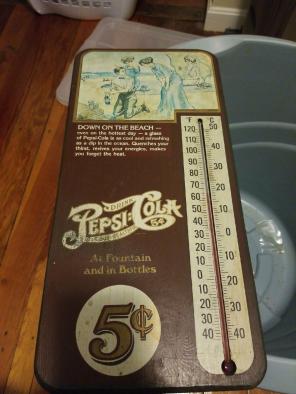 DOWN ON THE BEACH —
even on the hottest day — a glass
of Pepsi-Cola is as cool and refreshing
as a dip in the ocean. Quenches your
thirst, revives your energies, makes
you forget the heat.
DRINK
PEPSI-COLA
5¢
At Fountain
and in Bottles
5¢
°F C
120 50
110
100 40
90 30
80
70 20
60
50 10
40
30 0
20
10 10
0
10 20
20 30
30
40 40